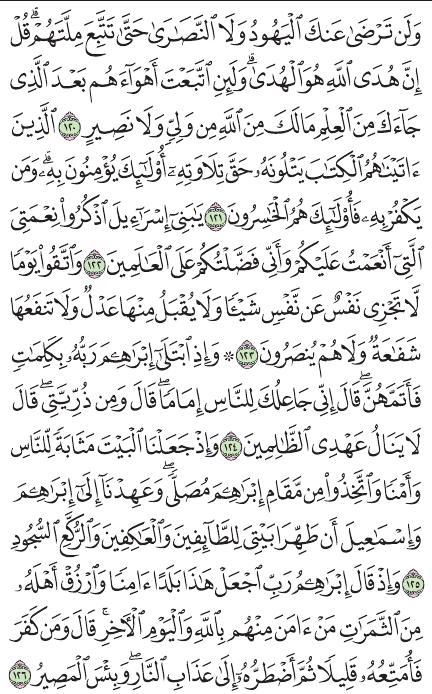 وَلَن تَرْضَىٰ عَنكَ ٱلْيَهُودُ وَلَا ٱلنَّصَٰرَىٰ حَتَّىٰ تَتَّبِعَ مِلَّتَهُمْ ۗ قُلْ
إِنَّ هُدَى ٱللَّهِ هُوَ ٱلْهُدَىٰ ۗ وَلَئِنِ ٱتَّبَعْتَ أَهْوَآءَهُم بَعْدَ ٱلَّذِى
جَآءَكَ مِنَ ٱلْعِلْمِ مَا لَكَ مِنَ ٱللَّهِ مِن وَلِىٍّ وَلَا نَصِيرٍ ١٢٠ ٱلَّذِينَ
ءَاتَيْنَٰهُمُ ٱلْكِتَٰبَ يَتْلُونَهُۥ حَقَّ تِلَاوَتِهِۦٓ أُو۟لَٰٓئِكَ يُؤْمِنُونَ بِهِۦ ۗ وَمَن
يَكْفُرْ بِهِۦ فَأُو۟لَٰٓئِكَ هُمُ ٱلْخَٰسِرُونَ ١٢١ يَٰبَنِىٓ إِسْرَٰٓءِيلَ ٱذْكُرُوا۟ نِعْمَتِىَ
ٱلَّتِىٓ أَنْعَمْتُ عَلَيْكُمْ وَأَنِّى فَضَّلْتُكُمْ عَلَى ٱلْعَٰلَمِينَ ١٢٢ وَٱتَّقُوا۟ يَوْمًا
لَّا تَجْزِى نَفْسٌ عَن نَّفْسٍ شَيْـًٔا وَلَا يُقْبَلُ مِنْهَا عَدْلٌ وَلَا تَنفَعُهَا
شَفَٰعَةٌ وَلَا هُمْ يُنصَرُونَ ١٢٣ ۞ وَإِذِ ٱبْتَلَىٰٓ إِبْرَٰهِـۧمَ رَبُّهُۥ بِكَلِمَٰتٍ
فَأَتَمَّهُنَّ ۖ قَالَ إِنِّى جَاعِلُكَ لِلنَّاسِ إِمَامًا ۖ قَالَ وَمِن ذُرِّيَّتِى ۖ قَالَ
لَا يَنَالُ عَهْدِى ٱلظَّٰلِمِينَ ١٢٤ وَإِذْ جَعَلْنَا ٱلْبَيْتَ مَثَابَةً لِّلنَّاسِ
وَأَمْنًا وَٱتَّخِذُوا۟ مِن مَّقَامِ إِبْرَٰهِـۧمَ مُصَلًّى ۖ وَعَهِدْنَآ إِلَىٰٓ إِبْرَٰهِـۧمَ
وَإِسْمَٰعِيلَ أَن طَهِّرَا بَيْتِىَ لِلطَّآئِفِينَ وَٱلْعَٰكِفِينَ وَٱلرُّكَّعِ ٱلسُّجُودِ
١٢٥ وَإِذْ قَالَ إِبْرَٰهِـۧمُ رَبِّ ٱجْعَلْ هَٰذَا بَلَدًا ءَامِنًا وَٱرْزُقْ أَهْلَهُۥ
مِنَ ٱلثَّمَرَٰتِ مَنْ ءَامَنَ مِنْهُم بِٱللَّهِ وَٱلْيَوْمِ ٱلْءَاخِرِ ۖ قَالَ وَمَن كَفَرَ
فَأُمَتِّعُهُۥ قَلِيلًا ثُمَّ أَضْطَرُّهُۥٓ إِلَىٰ عَذَابِ ٱلنَّارِ ۖ وَبِئْسَ ٱلْمَصِيرُ ١٢٦